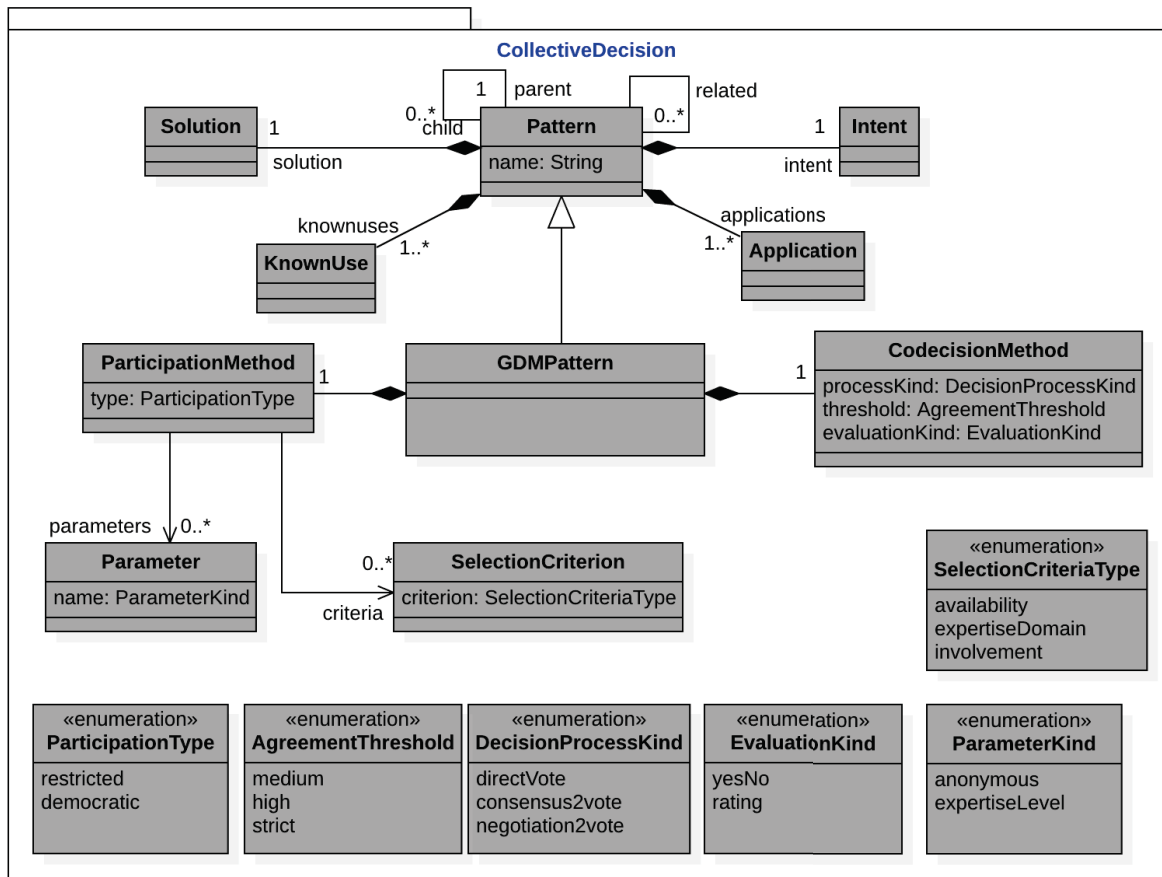 CollectiveDecision
1
parent
related
0..*
child
0..*
Solution
1
solution
Pattern
name: String
1
intent
Intent
knownuses
1..*
KnownUse
applications
1..*
Application
ParticipationMethod
type: ParticipationType
1
GDMPattern
1
CodecisionMethod
processKind: DecisionProcessKind
threshold: AgreementThreshold
evaluationKind: EvaluationKind
parameters
0..*
Parameter
name: ParameterKind
0..*
criteria
SelectionCriterion
criterion: SelectionCriteriaType
«enumeration»
SelectionCriteriaType
availability
expertiseDomain
involvement
«enumeration»
ParticipationType
restricted
democratic
«enumeration»
AgreementThreshold
medium
high
strict
«enumeration»
DecisionProcessKind
directVote
consensus2vote
negotiation2vote
«enumeration»
EvaluationKind
yesNo
rating
«enumeration»
ParameterKind
anonymous
expertiseLevel